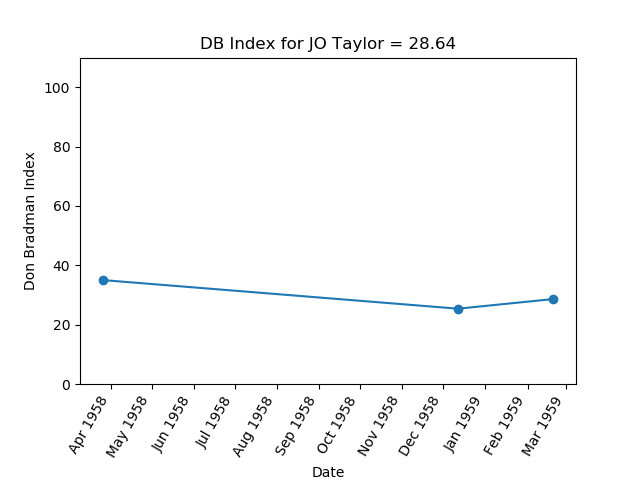 DB Index for JO Taylor = 28.64
100
80
60
40
20
0
Don Bradman Index
Apr 1958
May 1958
Jun 1958
Jul 1958
Aug 1958
Sep 1958
Oct 1958
Nov 1958
Dec 1958
Jan 1959
Feb 1959
Mar 1959
Date